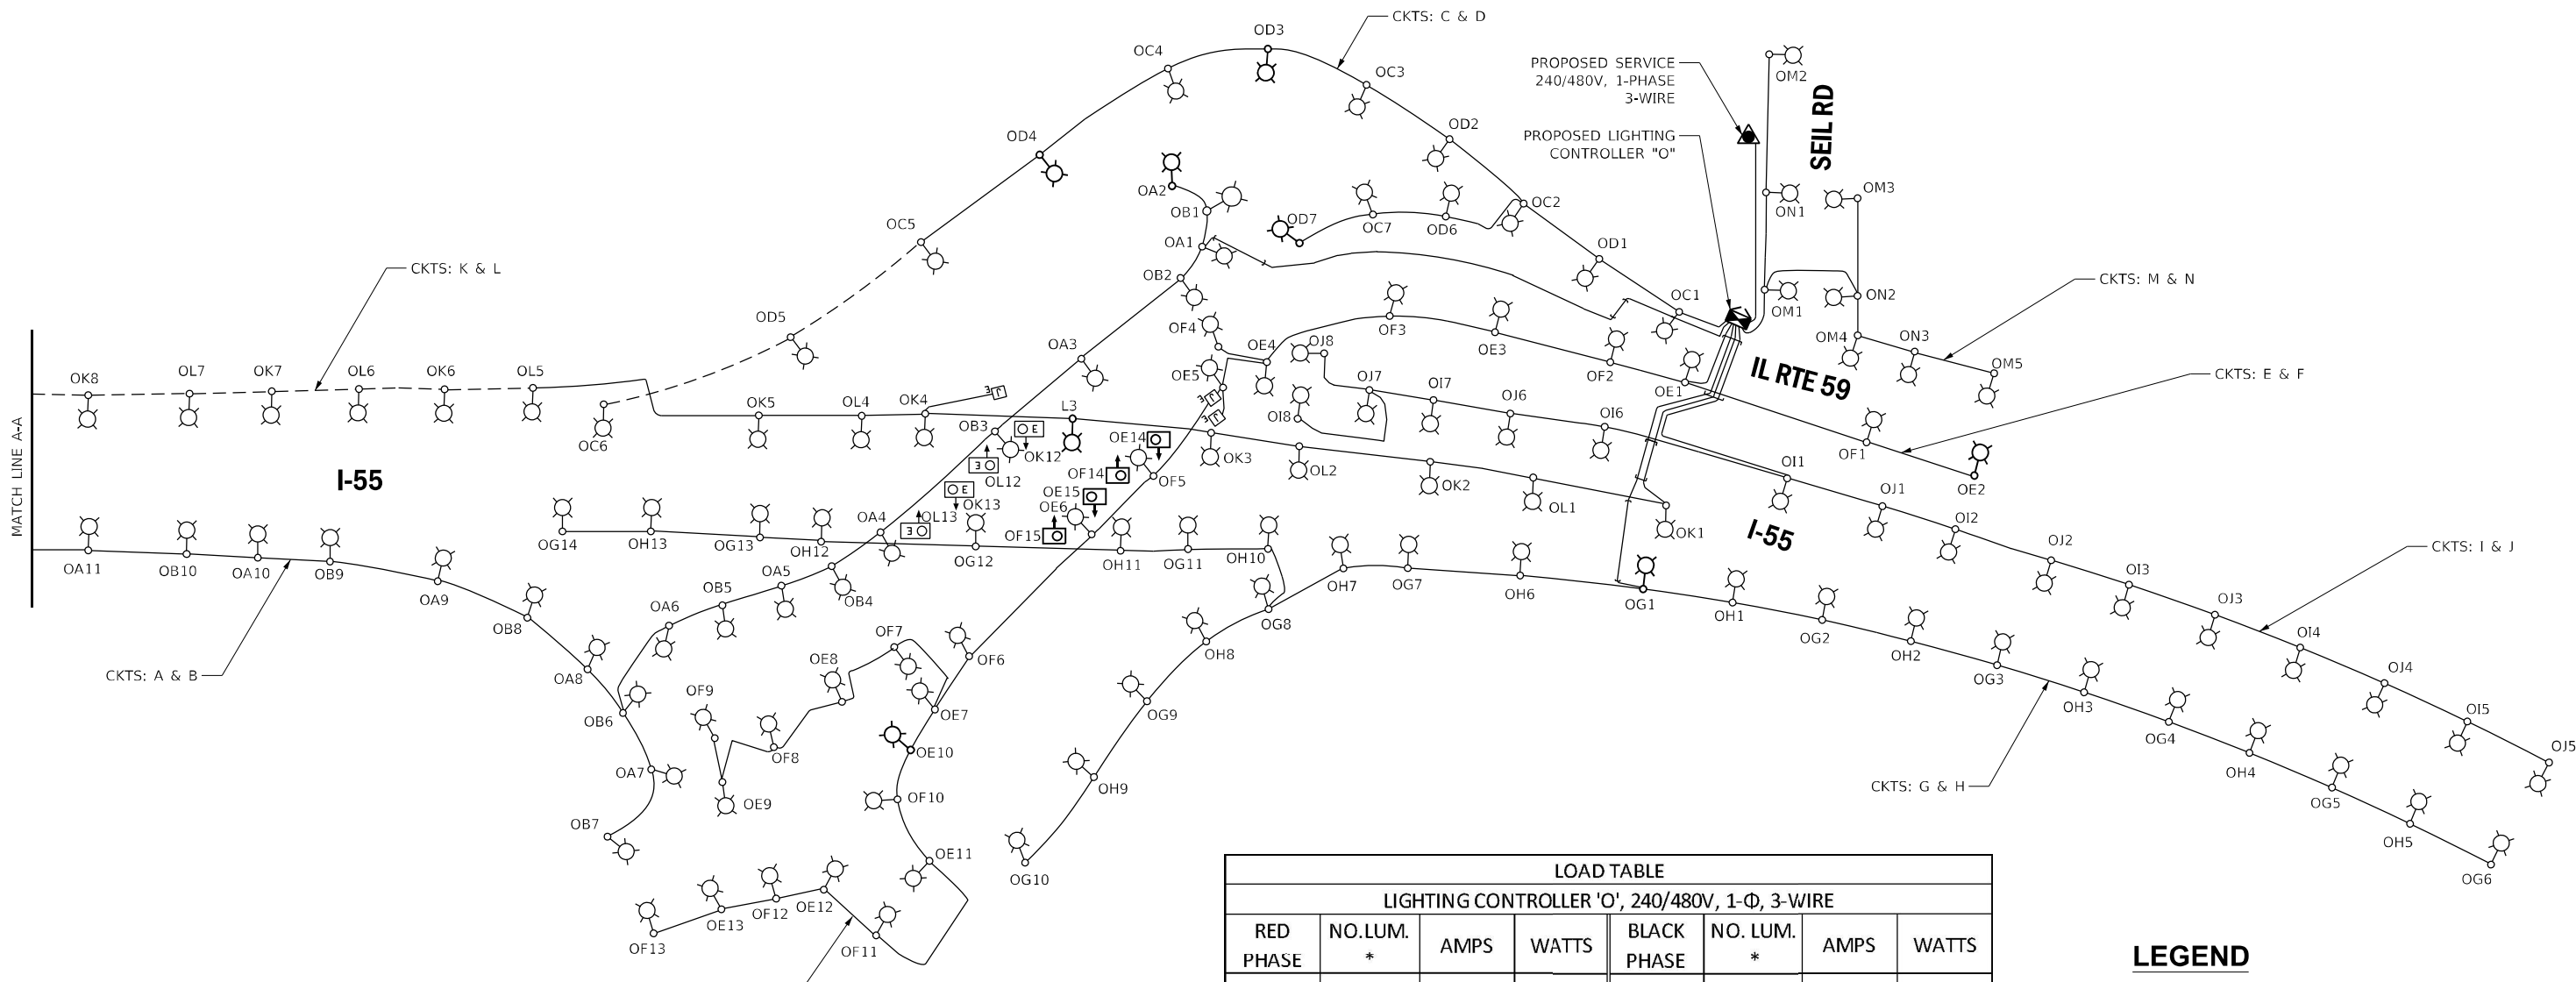 CKTS: C & D
OD3
OC4
OC3
PROPOSED SERVICE
240/480V, 1-PHASE
3-WIRE
OM2
SEIL RD
OD4
OD2
PROPOSED LIGHTING
CONTROLLER "O"
OA2
OB1
OD7
OC7
OD6
OC2
ON1
OM3
OC5
OA1
OD1
CKTS: K & L
OB2
CKTS: M & N
OC1
OM1
ON2
OD5
OF4
OF3
OA3
OE4
OJ8
OE3
OM4
ON3
OM5
MATCH LINE A-A
OK8
OL7
OK7
OL6
OK6
OL5
OE5
OF2
OE1
IL RTE 59
CKTS: E & F
OJ7
OI7
OJ6
OI6
OK5
OL4
OK4
L3
OI8
OC6
OB3
E
OK12
OE14
OF1
OK3
OL2
OK2
OL1
I-55
E
OL12
OF14
OF5
OI1
OE2
E
OK13
OE15
OE6
OJ1
OI2
I-55
OK1
OA4
E
OL13
OF15
OG14
OH13
OG13
OH12
OG12
OH11
OG11
OH10
OH7
OG7
OJ2
CKTS: I & J
OA11
OB10
OA10
OB9
OA9
OA5
OB5
OB4
OH6
OG1
OH1
OI3
OJ3
OA6
OB8
OG8
OG2
OI4
OF7
OH8
OH2
OF6
OG3
OJ4
CKTS: A & B
OA8
OE8
OF9
OH3
OB6
OE7
OG9
OG4
OI5
OE10
OF8
OH4
OJ5
OA7
OE9
OH9
CKTS: G & H
OG5
OF10
OB7
OH5
OE11
OG10
OG6
OE12
OF12
OE13
OF13
OF11
LOAD TABLE
LIGHTING CONTROLLER 'O', 240/480V, 1-Φ, 3-WIRE
RED PHASE NO.LUM. * AMPS WATTS BLACK PHASE NO. LUM. * AMPS WATTS
LEGEND